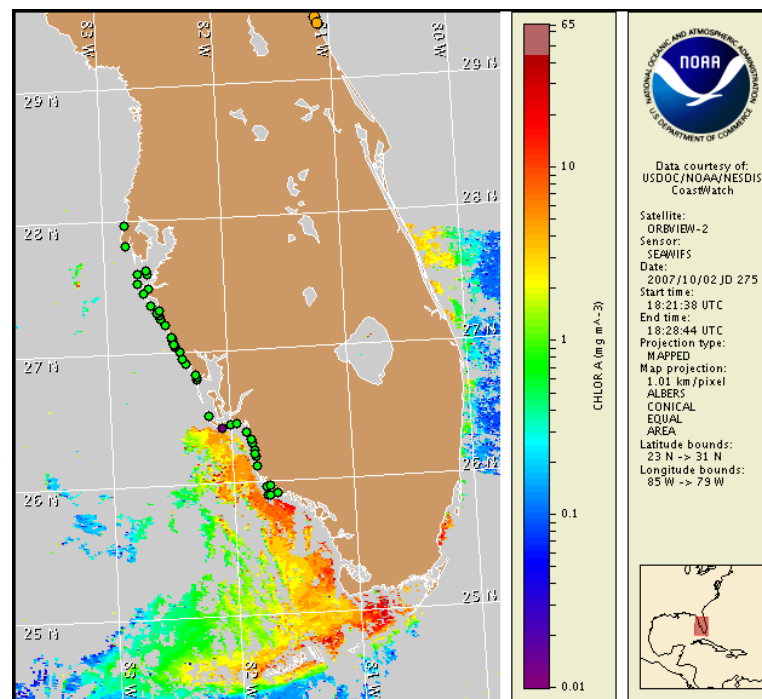 83 W
82 W
81 W
80 W
29 N
29 N
28 N
28 N
27 N
27 N
26 N
26 N
25 N
25 N
83 W
82 W
81 W
65
10
1
0.1
0.01
CHLOR A (mg m^-3)
NATIONAL OCEANIC AND ATMOSPHERIC ADMINISTRATION
NOAA
U.S. DEPARTMENT OF COMMERCE
Data courtesy of:
USDOC/NOAA/NESDIS
CoastWatch
Satellite:
ORBVIEW-2
Sensor:
SEAWIFS
Date:
2007/10/02 JD 275
Start time:
18:21:38 UTC
End time:
18:28:44 UTC
Projection type:
MAPPED
Map projection:
1.01 km/pixel
ALBERS
CONICAL
EQUAL
AREA
Latitude bounds:
23 N -> 31 N
Longitude bounds:
85 W -> 79 W